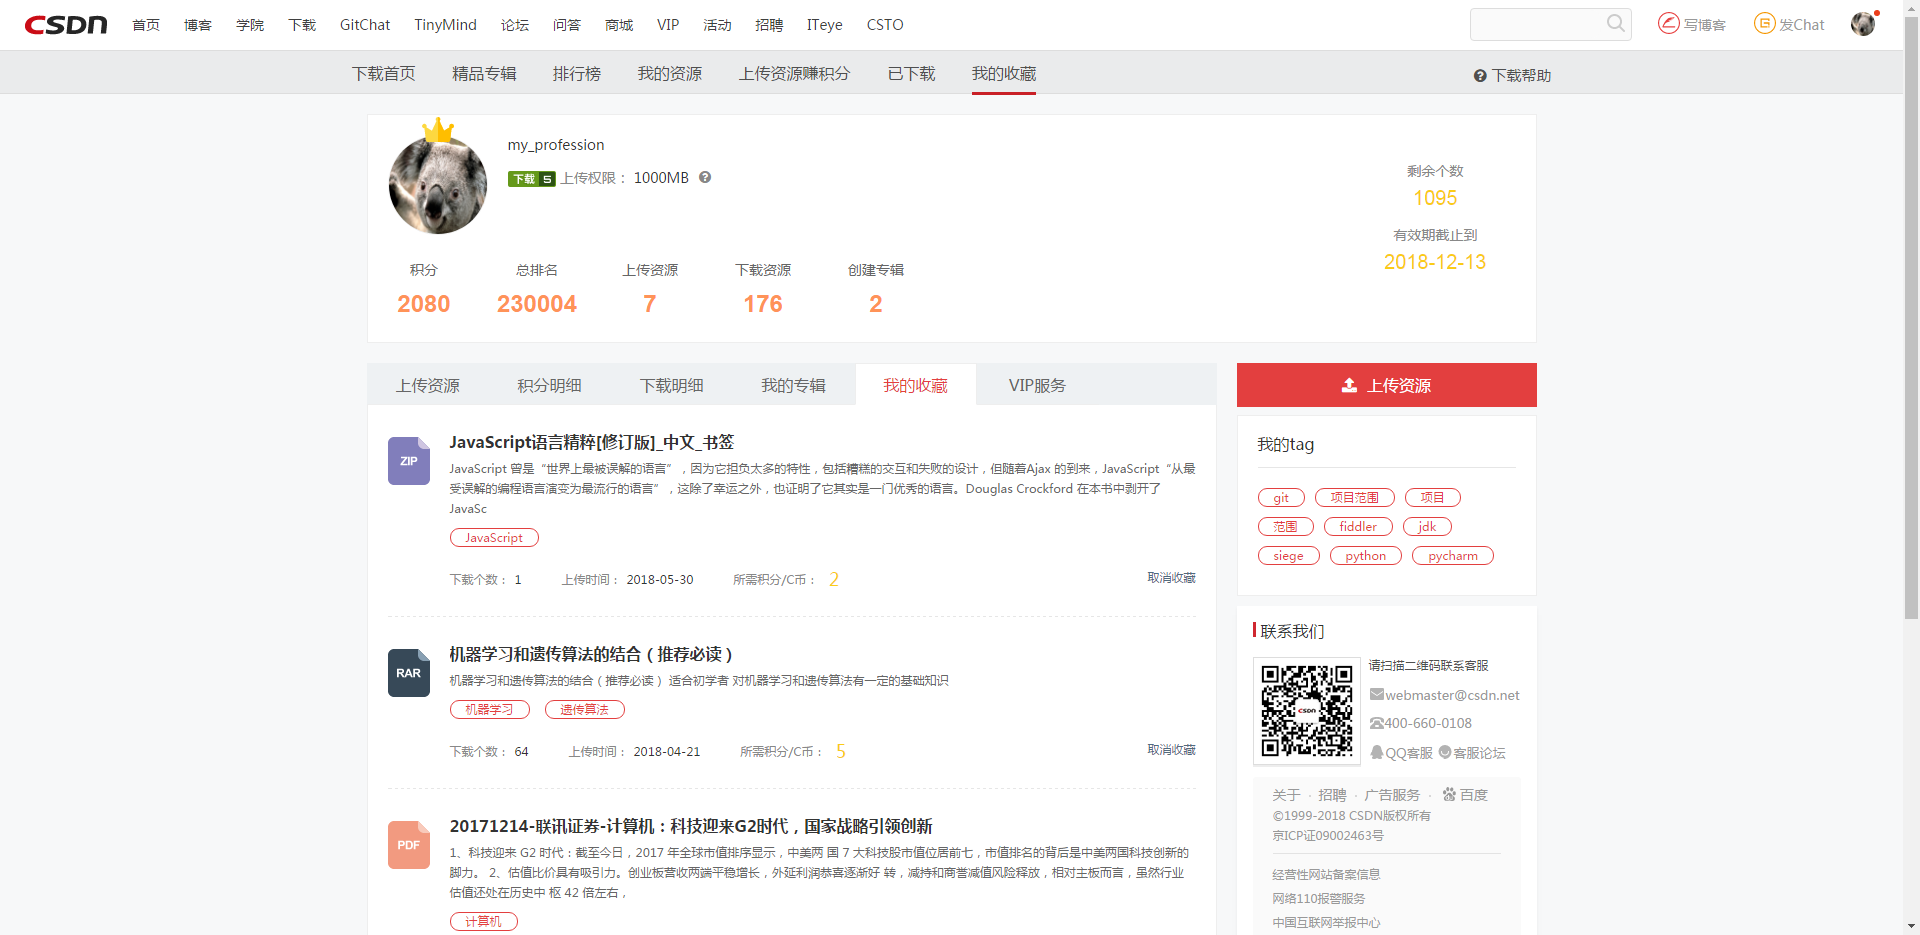 CSDN 首页 博客 学院 下载 GitChat TinyMind 论坛 问答 商城 VIP 活动 招聘 ITeye CSTO 写博客 发Chat
下载首页 精品专辑 排行榜 我的资源 上传资源赚积分 已下载 我的收藏 下载帮助
my_profession
下载 5 上传权限： 1000MB
剩余个数
1095
有效期截止到
2018-12-13
积分 总排名 上传资源 下载资源 创建专辑
2080 230004 7 176 2
上传资源 积分明细 下载明细 我的专辑 我的收藏 VIP服务
ZIP
JavaScript语言精粹[修订版]_中文_书签
JavaScript 曾是“世界上最被误解的语言”，因为它担负太多的特性，包括糟糕的交互和失败的设计，但随着Ajax 的到来，JavaScript“从最
受误解的编程语言演变为最流行的语言”，这除了幸运之外，也证明了它其实是一门优秀的语言。Douglas Crockford 在本书中剥开了
JavaSc
JavaScript
下载个数： 1 上传时间： 2018-05-30 所需积分/C币： 2 取消收藏
RAR
机器学习和遗传算法的结合（推荐必读）
机器学习和遗传算法的结合（推荐必读） 适合初学者 对机器学习和遗传算法有一定的基础知识
机器学习 遗传算法
下载个数： 64 上传时间： 2018-04-21 所需积分/C币： 5 取消收藏
PDF
20171214-联讯证券-计算机：科技迎来G2时代，国家战略引领创新
1、科技迎来 G2 时代：截至今日，2017 年全球市值排序显示，中美两 国 7 大科技股市值位居前七，市值排名的背后是中美两国科技创新的
脚力。 2、估值比价具有吸引力。创业板营收两端平稳增长，外延利润恭喜逐渐好 转，减持和商誉减值风险释放，相对主板而言，虽然行业
估值还处在历史中 枢 42 倍左右，
计算机
上传资源
我的tag
git 项目范围 项目
范围 fiddler jdk
siege python pycharm
联系我们
CSDN
请扫描二维码联系客服
webmaster@csdn.net
400-660-0108
QQ客服 客服论坛
关于 · 招聘 · 广告服务 · 百度
©1999-2018 CSDN版权所有
京ICP证09002463号
经营性网站备案信息
网络110报警服务
中国互联网举报中心